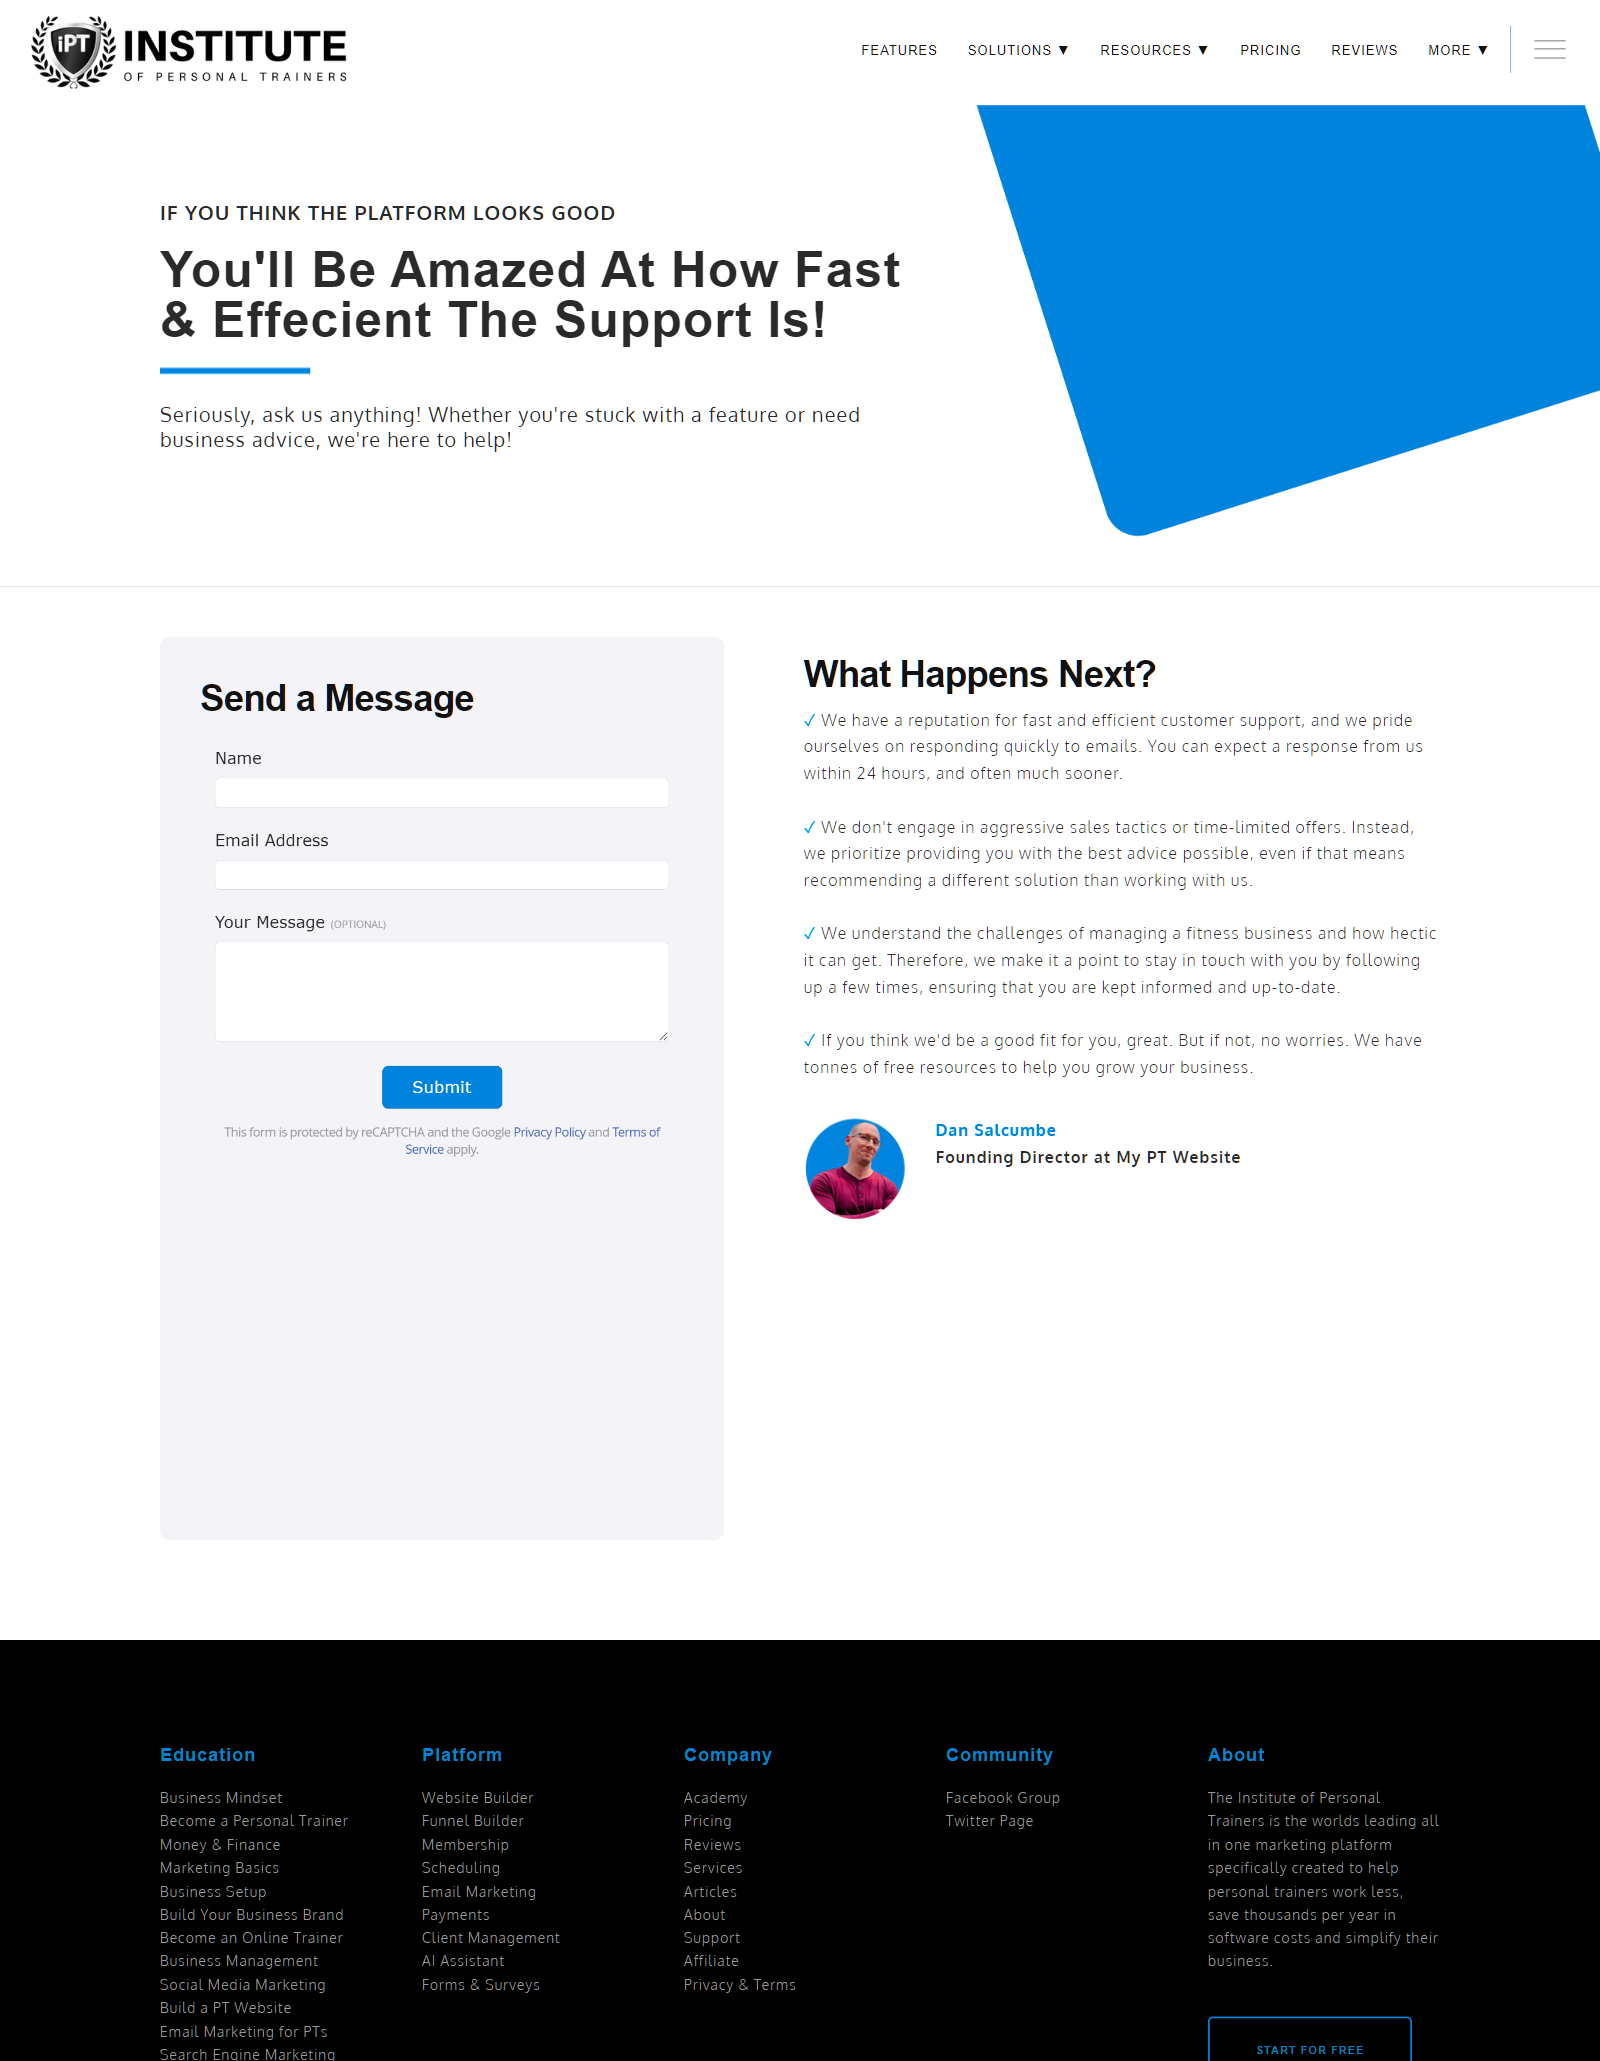 iPT INSTITUTE
OF PERSONAL TRAINERS
FEATURES SOLUTIONS ▼ RESOURCES ▼ PRICING REVIEWS MORE ▼
IF YOU THINK THE PLATFORM LOOKS GOOD
You'll Be Amazed At How Fast
& Effecient The Support Is!
Seriously, ask us anything! Whether you're stuck with a feature or need
business advice, we're here to help!
Send a Message
Name
Email Address
Your Message (OPTIONAL)
Submit
This form is protected by reCAPTCHA and the Google Privacy Policy and Terms of
Service apply.
What Happens Next?
✓ We have a reputation for fast and efficient customer support, and we pride
ourselves on responding quickly to emails. You can expect a response from us
within 24 hours, and often much sooner.
✓ We don't engage in aggressive sales tactics or time-limited offers. Instead,
we prioritize providing you with the best advice possible, even if that means
recommending a different solution than working with us.
✓ We understand the challenges of managing a fitness business and how hectic
it can get. Therefore, we make it a point to stay in touch with you by following
up a few times, ensuring that you are kept informed and up-to-date.
✓ If you think we'd be a good fit for you, great. But if not, no worries. We have
tonnes of free resources to help you grow your business.
Dan Salcumbe
Founding Director at My PT Website
Education
Business Mindset
Become a Personal Trainer
Money & Finance
Marketing Basics
Business Setup
Build Your Business Brand
Become an Online Trainer
Business Management
Social Media Marketing
Build a PT Website
Email Marketing for PTs
Search Engine Marketing
Platform
Website Builder
Funnel Builder
Membership
Scheduling
Email Marketing
Payments
Client Management
AI Assistant
Forms & Surveys
Company
Academy
Pricing
Reviews
Services
Articles
About
Support
Affiliate
Privacy & Terms
Community
Facebook Group
Twitter Page
About
The Institute of Personal
Trainers is the worlds leading all
in one marketing platform
specifically created to help
personal trainers work less,
save thousands per year in
software costs and simplify their
business.
START FOR FREE